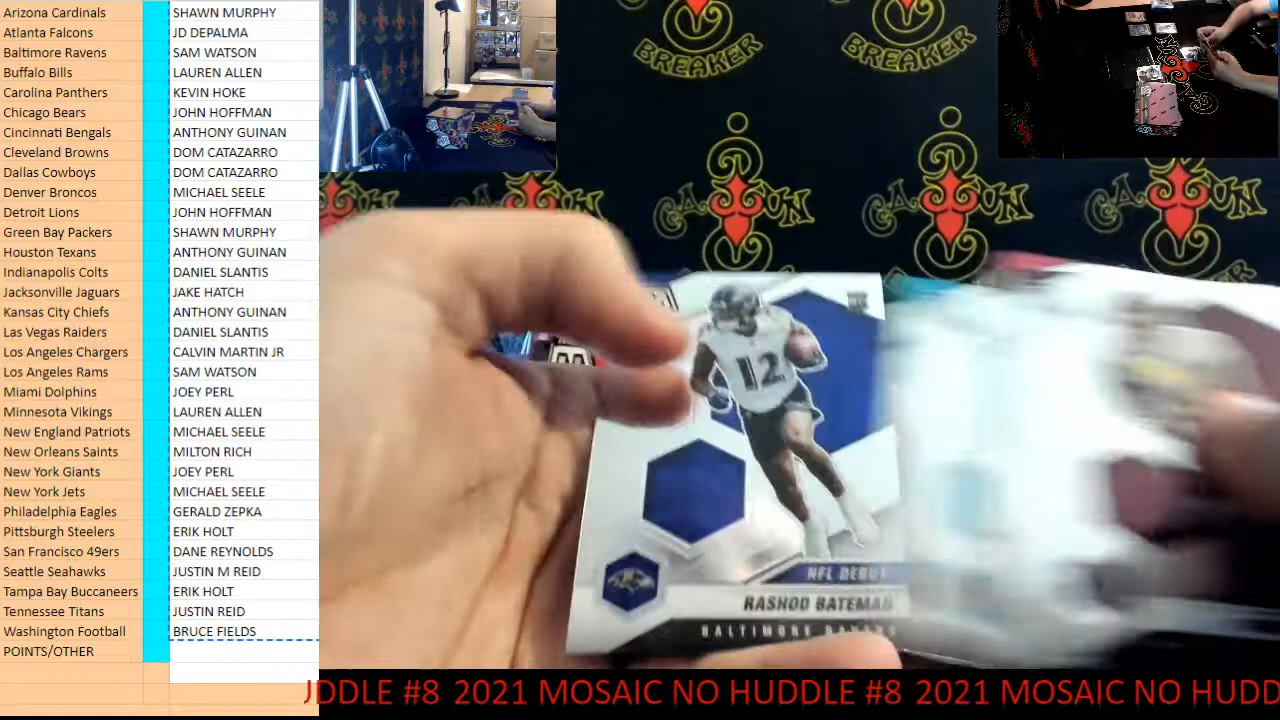 Arizona Cardinals SHAWN MURPHY
Atlanta Falcons JD DEPALMA
Baltimore Ravens SAM WATSON
Buffalo Bills LAUREN ALLEN
Carolina Panthers KEVIN HOKE
Chicago Bears JOHN HOFFMAN
Cincinnati Bengals ANTHONY GUINAN
Cleveland Browns DOM CATAZARRO
Dallas Cowboys DOM CATAZARRO
Denver Broncos MICHAEL SEELE
Detroit Lions JOHN HOFFMAN
Green Bay Packers SHAWN MURPHY
Houston Texans ANTHONY GUINAN
Indianapolis Colts DANIEL SLANTIS
Jacksonville Jaguars JAKE HATCH
Kansas City Chiefs ANTHONY GUINAN
Las Vegas Raiders DANIEL SLANTIS
Los Angeles Chargers CALVIN MARTIN JR
Los Angeles Rams SAM WATSON
Miami Dolphins JOEY PERL
Minnesota Vikings LAUREN ALLEN
New England Patriots MICHAEL SEELE
New Orleans Saints MILTON RICH
New York Giants JOEY PERL
New York Jets MICHAEL SEELE
Philadelphia Eagles GERALD ZEPKA
Pittsburgh Steelers ERIK HOLT
San Francisco 49ers DANE REYNOLDS
Seattle Seahawks JUSTIN M REID
Tampa Bay Buccaneers ERIK HOLT
Tennessee Titans JUSTIN REID
Washington Football BRUCE FIELDS
POINTS/OTHER
BREAKER BREAKER
CAJUN CAJUN CAJUN
12
NFL DEBUT
RASHOD BATEMAN
BALTIMORE RAVENS
UDDLE #8 2021 MOSAIC NO HUDDLE #8 2021 MOSAIC NO HUDD